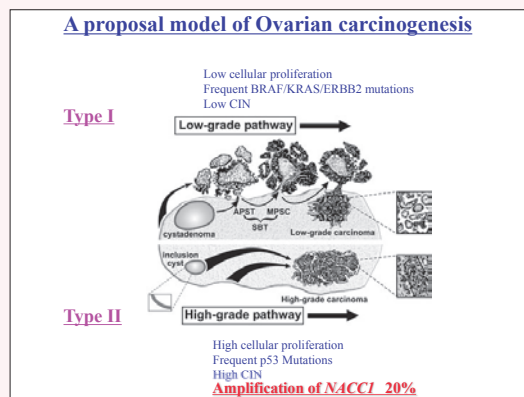 A proposal model of Ovarian carcinogenesis
Low cellular proliferation
Frequent BRAF/KRAS/ERBB2 mutations
Low CIN
Type I
Low-grade pathway
APST MPSC
SBT
cystadenoma
Low-grade carcinoma
inclusion
cyst
High-grade carcinoma
Type II
High-grade pathway
High cellular proliferation
Frequent p53 Mutations
High CIN
Amplification of NACC1 20%